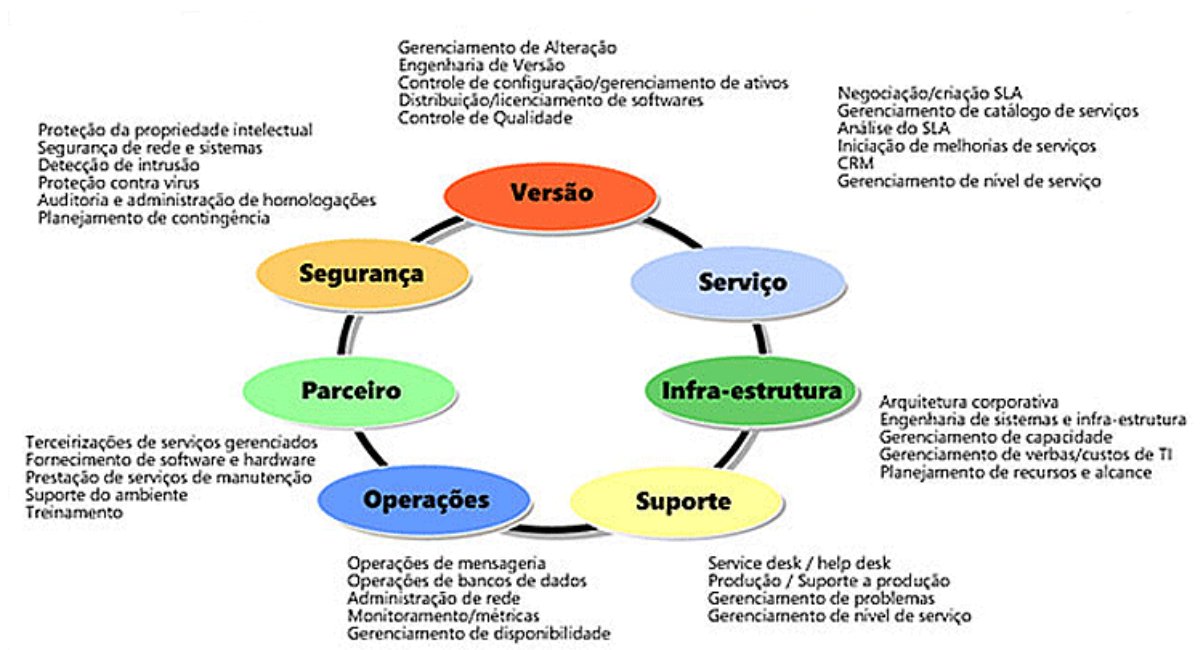 Gerenciamento de Alteração
Engenharia de Versão
Controle de configuração/gerenciamento de ativos
Distribuição/licenciamento de softwares
Controle de Qualidade
Negociação/criação SLA
Gerenciamento de catálogo de serviços
Análise do SLA
Iniciação de melhorias de serviços
CRM
Gerenciamento de nível de serviço
Proteção da propriedade intelectual
Segurança de rede e sistemas
Detecção de intrusão
Proteção contra vírus
Auditoria e administração de homologações
Planejamento de contingência
Versão
Segurança
Serviço
Parceiro
Infra-estrutura
Arquitetura corporativa
Engenharia de sistemas e infra-estrutura
Gerenciamento de capacidade
Gerenciamento de verbas/custos de TI
Planejamento de recursos e alcance
Terceirizações de serviços gerenciados
Fornecimento de software e hardware
Prestação de serviços de manutenção
Suporte do ambiente
Treinamento
Operações
Suporte
Operações de mensageria
Operações de bancos de dados
Administração de rede
Monitoramento/métricas
Gerenciamento de disponibilidade
Service desk / help desk
Produção / Suporte a produção
Gerenciamento de problemas
Gerenciamento de nível de serviço